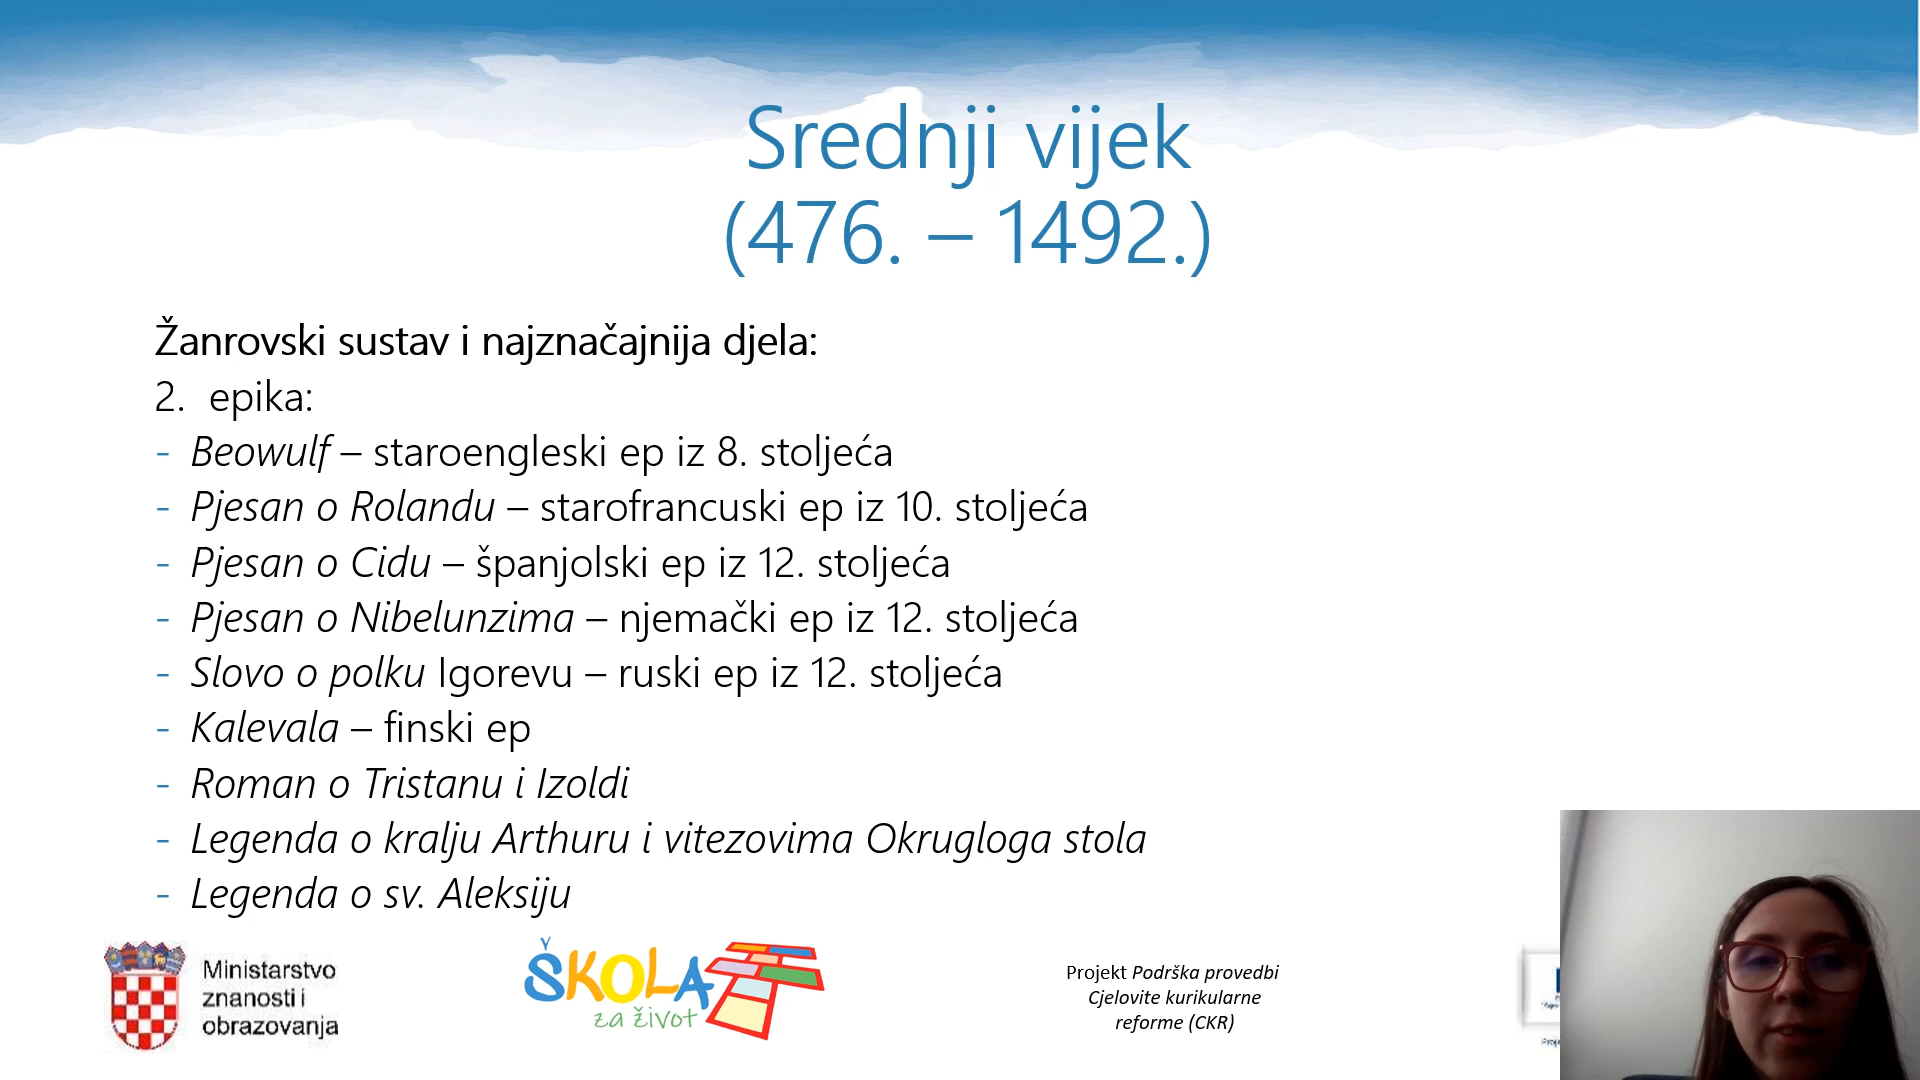 Srednji vijek
(476. – 1492.)
Žanrovski sustav i najznačajnija djela:
2. epika:
- Beowulf – staroengleski ep iz 8. stoljeća
- Pjesan o Rolandu – starofrancuski ep iz 10. stoljeća
- Pjesan o Cidu – španjolski ep iz 12. stoljeća
- Pjesan o Nibelunzima – njemački ep iz 12. stoljeća
- Slovo o polku Igorevu – ruski ep iz 12. stoljeća
- Kalevala – finski ep
- Roman o Tristanu i Izoldi
- Legenda o kralju Arthuru i vitezovima Okrugloga stola
- Legenda o sv. Aleksiju
Ministarstvo
znanosti i
obrazovanja
ŠKOLA
za život
Projekt Podrška provedbi
Cjelovite kurikularne
reforme (CKR)